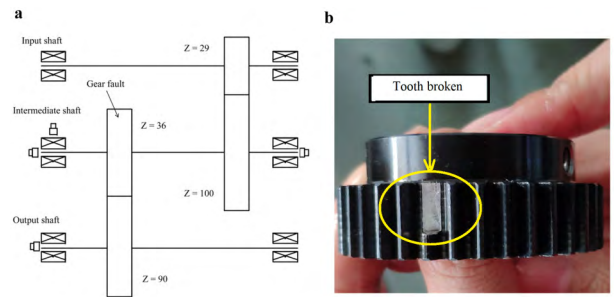 a
Input shaft
Z = 29
Gear fault
Intermediate shaft
Z = 36
Z = 100
Output shaft
Z = 90
b
Tooth broken